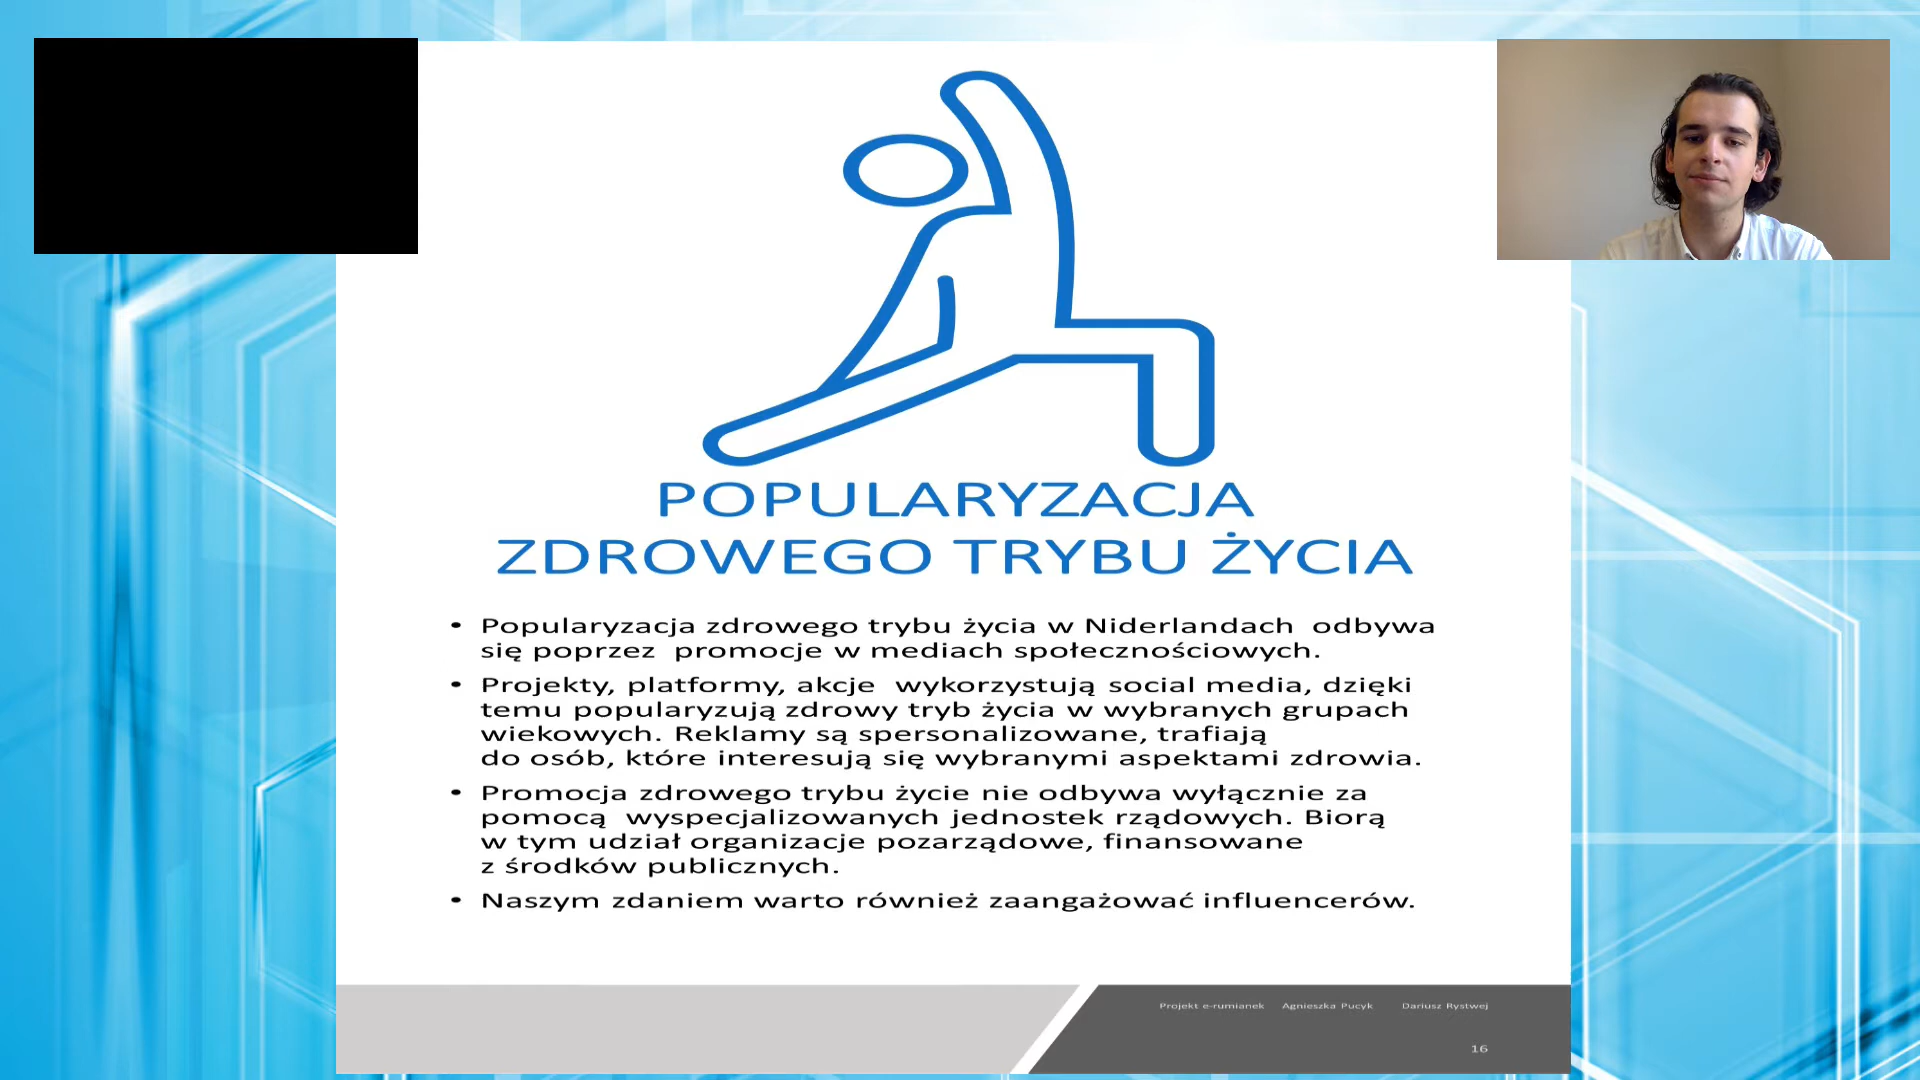 POPULARYZACJA
ZDROWEGO TRYBU ŻYCIA
• Popularyzacja zdrowego trybu życia w Niderlandach odbywa
się poprzez promocje w mediach społecznościowych.
• Projekty, platformy, akcje wykorzystują social media, dzięki
temu popularyzują zdrowy tryb życia w wybranych grupach
wiekowych. Reklamy są spersonalizowane, trafiają
do osób, które interesują się wybranymi aspektami zdrowia.
• Promocja zdrowego trybu życie nie odbywa wyłącznie za
pomocą wyspecjalizowanych jednostek rządowych. Biorą
w tym udział organizacje pozarządowe, finansowane
z środków publicznych.
• Naszym zdaniem warto również zaangażować influencerów.
Projekt e-rumianek Agnieszka Pucyk Dariusz Rystwej
16